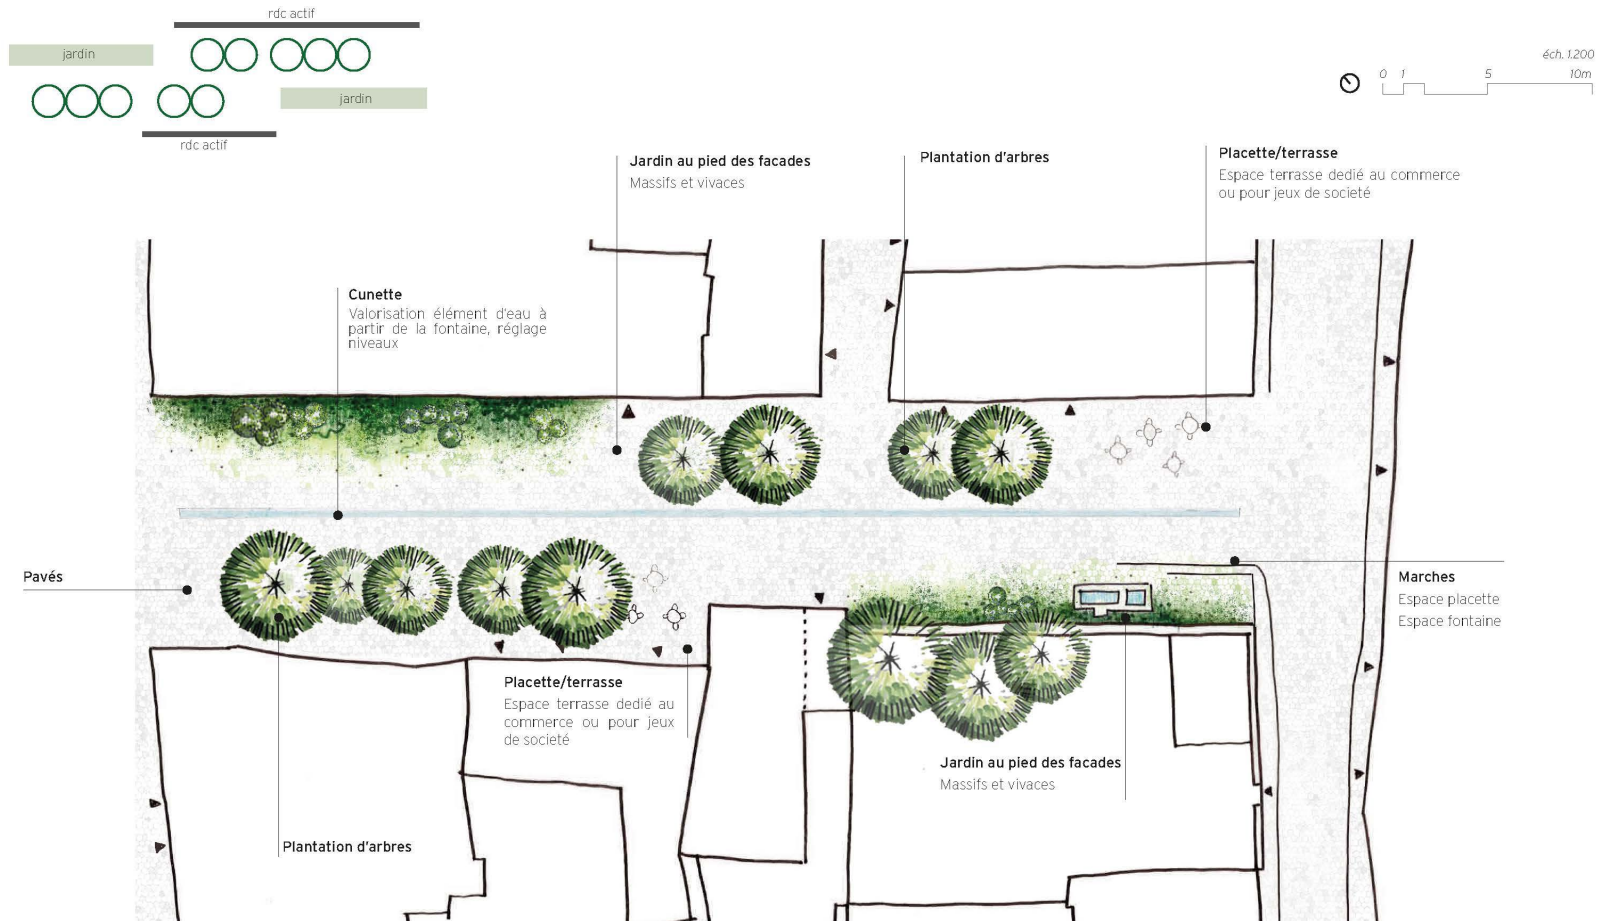 rdc actif
jardin
jardin
rdc actif
éch. 1.200
0 1 5 10m
Jardin au pied des facades
Massifs et vivaces
Plantation d'arbres
Placette/terrasse
Espace terrasse dedié au commerce
ou pour jeux de societé
Cunette
Valorisation élément d'eau à
partir de la fontaine, réglage
niveaux
Pavés
Marches
Espace placette
Espace fontaine
Placette/terrasse
Espace terrasse dedié au
commerce ou pour jeux
de societé
Jardin au pied des facades
Massifs et vivaces
Plantation d'arbres